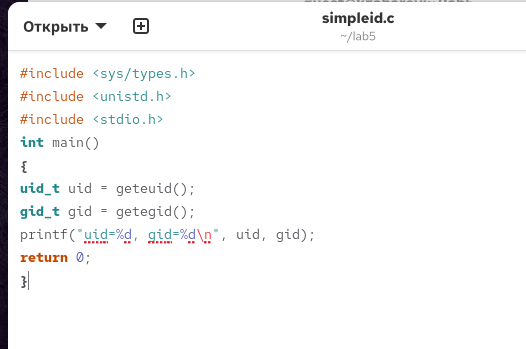 Открыть
simpleid.c
~/lab5
#include <sys/types.h>
#include <unistd.h>
#include <stdio.h>
int main()
{
uid_t uid = geteuid();
gid_t gid = getegid();
printf("uid=%d, gid=%d\n", uid, gid);
return 0;
}